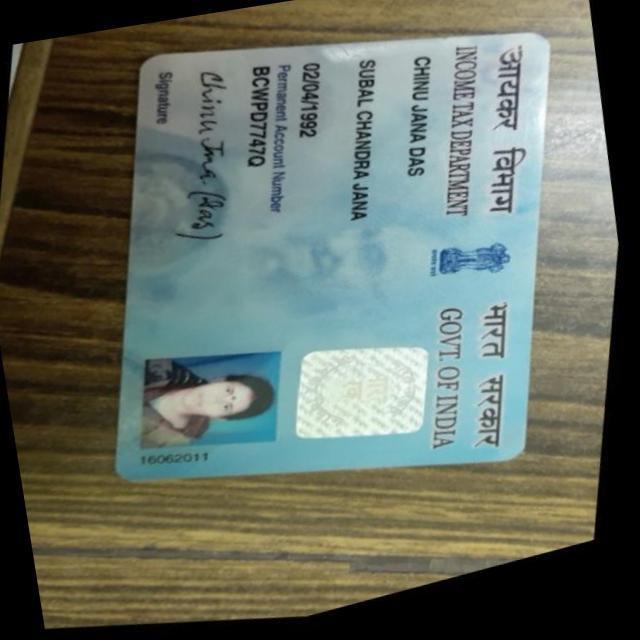 आयकर विभाग
INCOME TAX DEPARTMENT
भारत सरकार
GOVT. OF INDIA
CHINU JANA DAS
SUBAL CHANDRA JANA
02/04/1992
Permanent Account Number
BCWPD7747Q
Chinu Jana (Das)
Signature
16062011